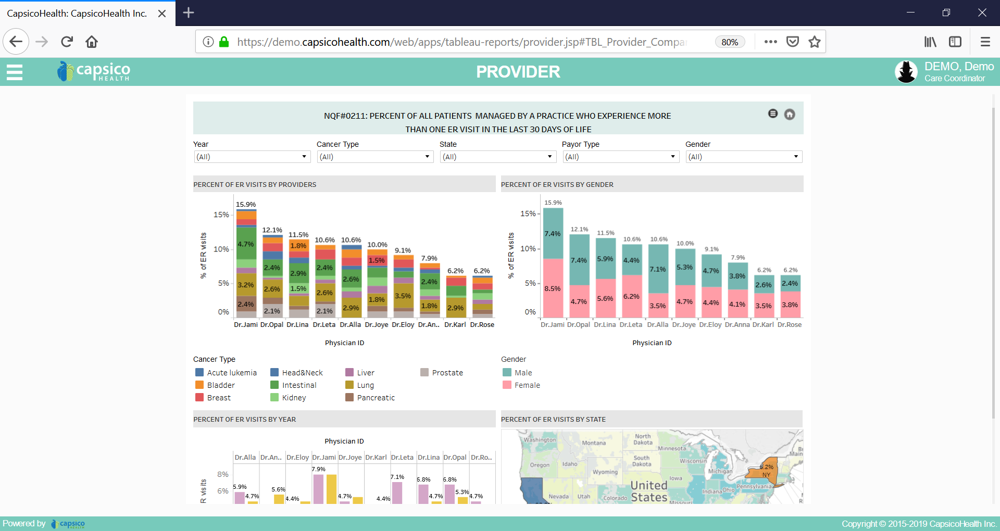 CapsicoHealth: CapsicoHealth Inc.
https://demo.capsicohealth.com/web/apps/tableau-reports/provider.jsp#TBL_Provider_Compa
80%
capsico
HEALTH
PROVIDER
DEMO, Demo
Care Coordinator
NQF#0211: PERCENT OF ALL PATIENTS MANAGED BY A PRACTICE WHO EXPERIENCE MORE
THAN ONE ER VISIT IN THE LAST 30 DAYS OF LIFE
Year Cancer Type State Payor Type Gender
(All) (All) (All) (All) (All)
PERCENT OF ER VISITS BY PROVIDERS
% of ER visits
15%
10%
5%
0%
15.9% 12.1% 11.5% 10.6% 10.6% 10.0% 9.1% 7.9% 6.2% 6.2%
4.7% 3.2% 2.4%
2.4% 2.6% 2.1%
1.8% 2.9% 1.5%
2.4% 2.6% 2.1%
2.6% 2.9%
1.5% 1.8%
3.5%
2.4% 1.8%
2.9%
Dr.Jami Dr.Opal Dr.Lina Dr.Leta Dr.Alla Dr.Joye Dr.Eloy Dr.An.. Dr.Karl Dr.Rose
Physician ID
Cancer Type
Acute lukemia Head&Neck Liver Prostate
Bladder Intestinal Lung
Breast Kidney Pancreatic
PERCENT OF ER VISITS BY GENDER
% of ER visits
15%
10%
5%
0%
15.9% 12.1% 11.5% 10.6% 10.6% 10.0% 9.1% 7.9% 6.2% 6.2%
7.4% 7.4% 5.9% 4.4% 7.1% 5.3% 4.7% 3.8% 2.6% 2.4%
8.5% 4.7% 5.6% 6.2% 3.5% 4.7% 4.4% 4.1% 3.5% 3.8%
Dr.Jami Dr.Opal Dr.Lina Dr.Leta Dr.Alla Dr.Joye Dr.Eloy Dr.Anna Dr.Karl Dr.Rose
Physician ID
Gender
Male
Female
PERCENT OF ER VISITS BY YEAR
Physician ID
Dr.Alla Dr.An.. Dr.Eloy Dr.Jami Dr.Joye Dr.Karl Dr.Leta Dr.Lina Dr.Opal Dr.Ro..
R visits
8%
6%
5.9% 4.7% 5.6% 4.4% 7.9% 4.7% 4.4% 7.1% 6.8% 4.7% 6.8% 5.3% 4.7%
PERCENT OF ER VISITS BY STATE
Washington
Montana
North
Dakota
Minnesota
Oregon
Idaho
South
Dakota
Wisconsin
Wyoming
Michigan
6.2%
NY
Main
Iowa
Pennsylvania
United
States
Nevada Utah Colorado
Indiana Ohio
Missouri
Powered by capsico
HEALTH
Copyright © 2015-2019 CapsicoHealth Inc.